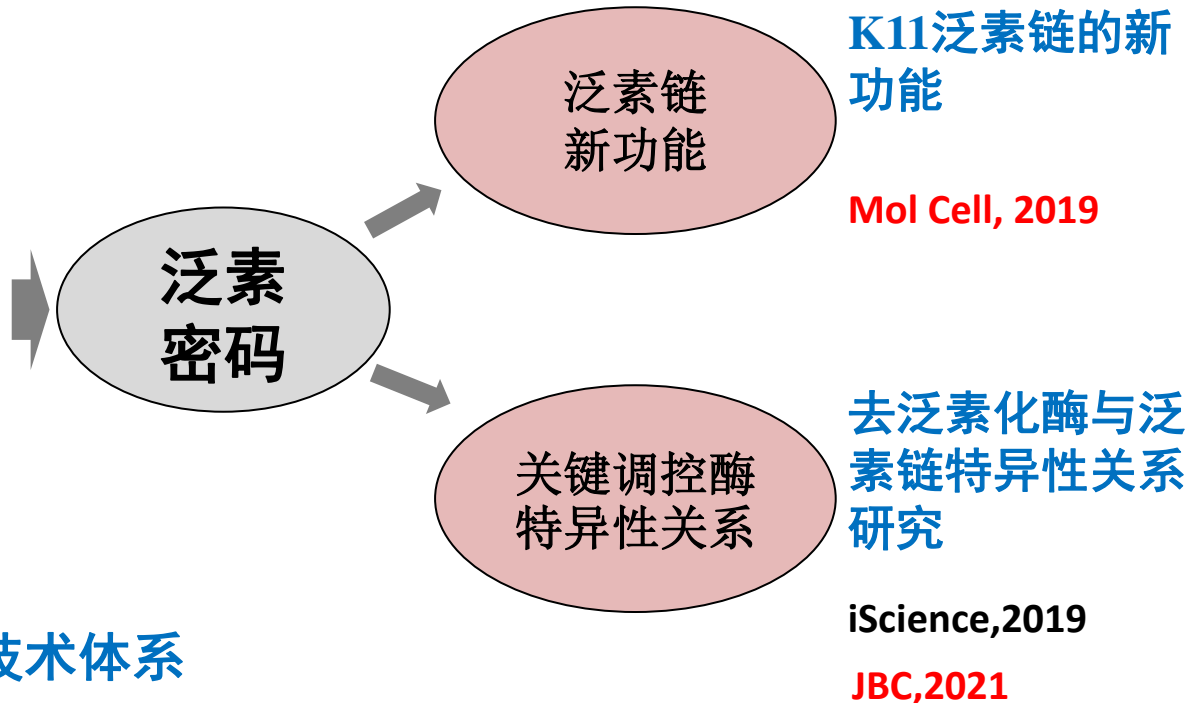 K11泛素链的新
功能
泛素链
新功能
Mol Cell, 2019
泛素
密码
去泛素化酶与泛
素链特异性关系
研究
关键调控酶
特异性关系
iScience,2019
JBC,2021
技术体系